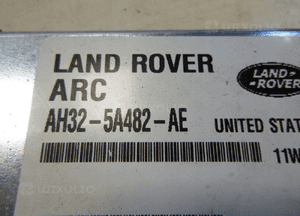 LAND ROVER
ARC
LAND
ROVER
AH32-5A482-AE
UNITED STAT
11W